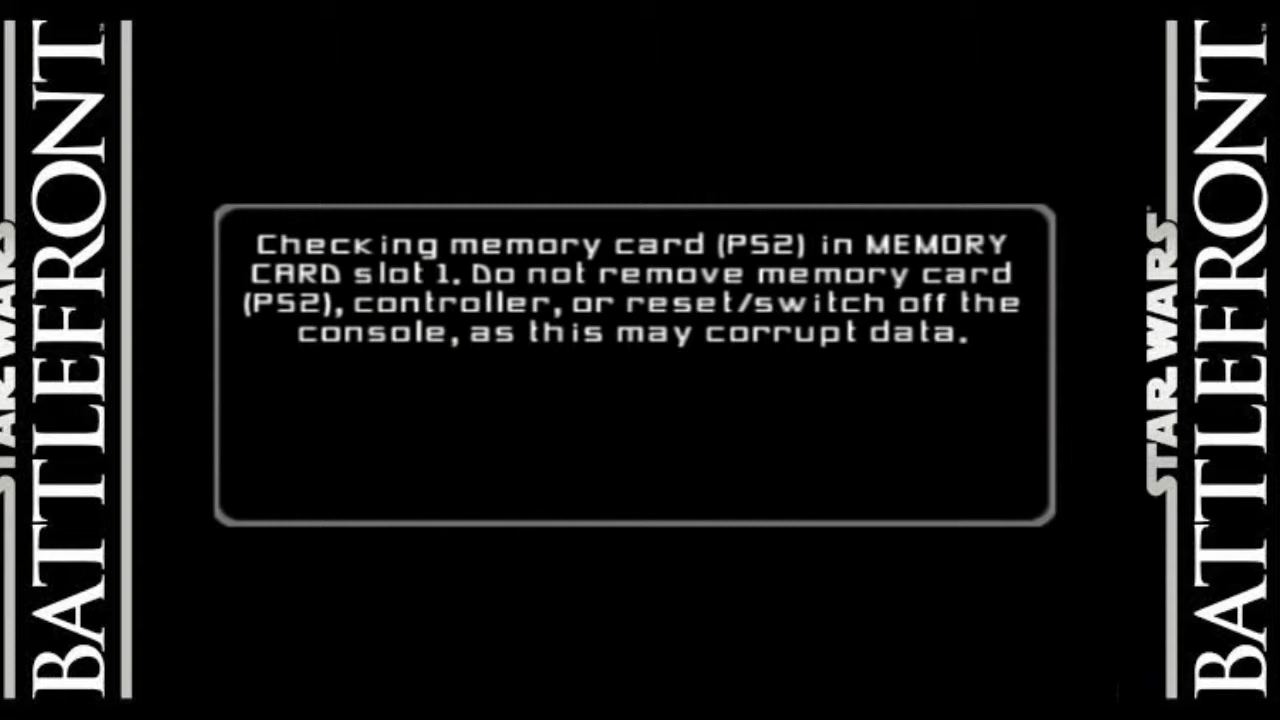 STAR WARS
BATTLEFRONT
Checking memory card (PS2) in MEMORY
CARD slot 1. Do not remove memory card
(PS2), controller, or reset/switch off the
console, as this may corrupt data.
STAR WARS
BATTLEFRONT